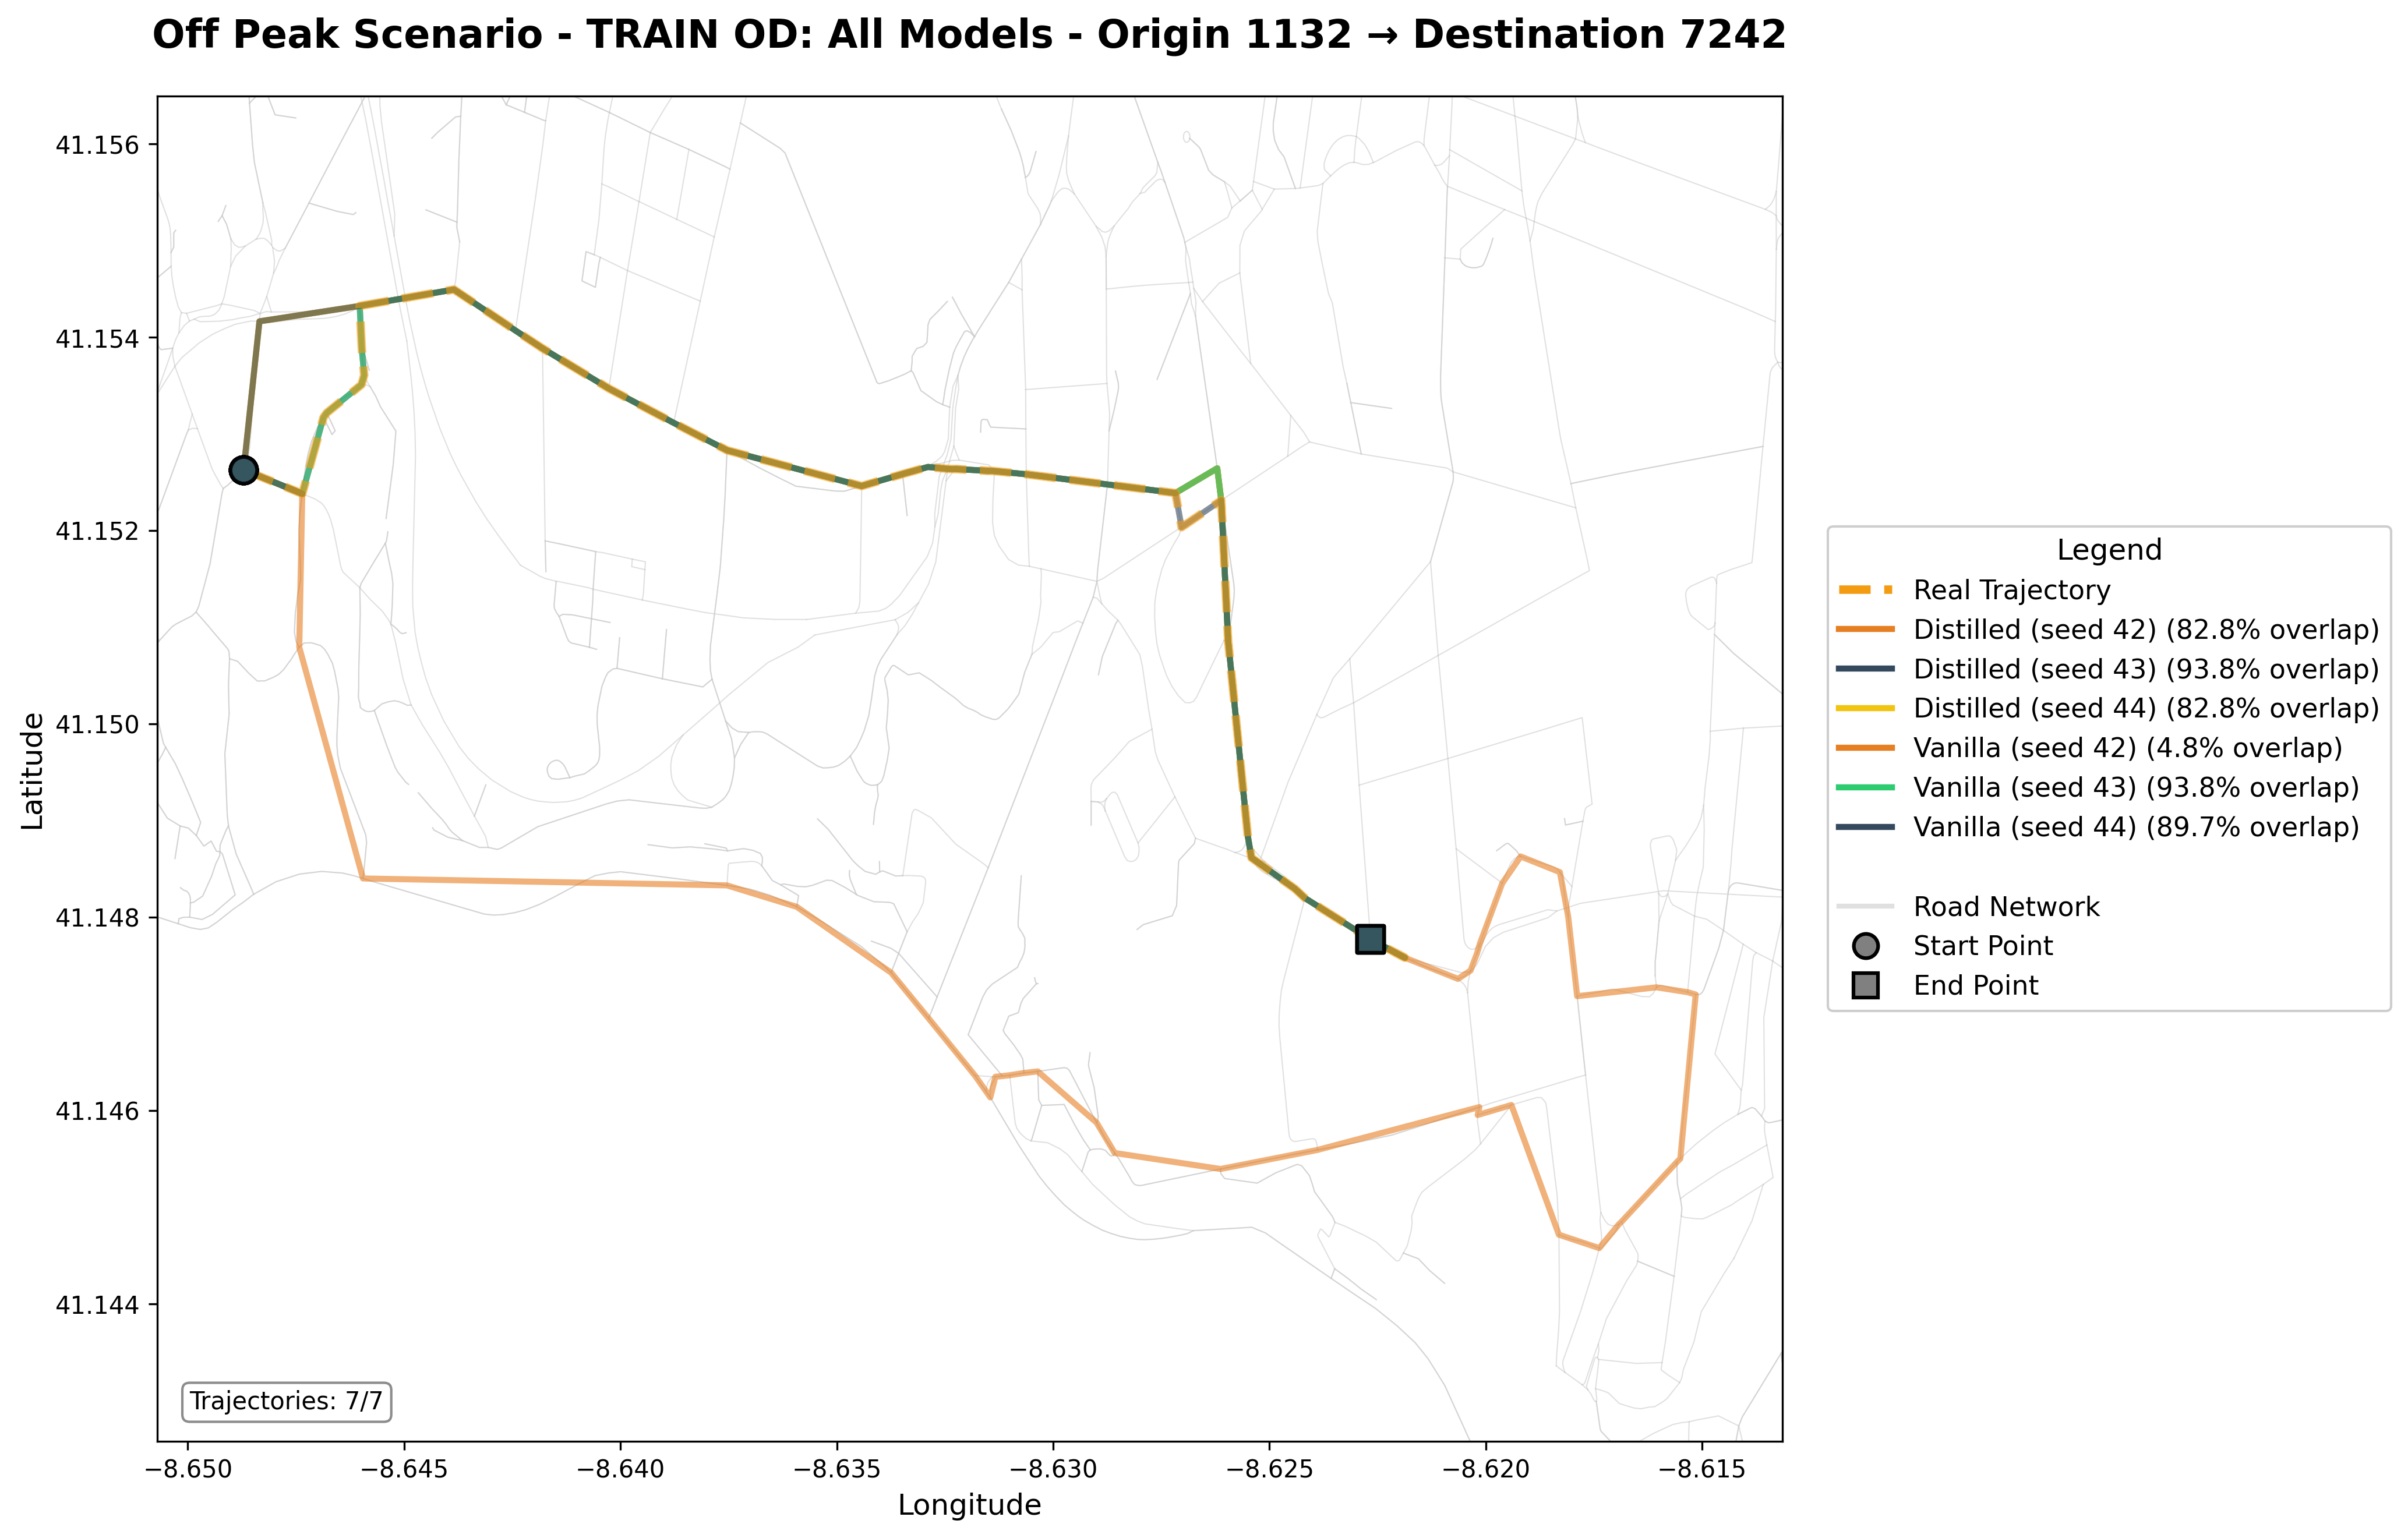 Off Peak Scenario - TRAIN OD: All Models - Origin 1132 → Destination 7242
41.156
41.154
41.152
41.150
41.148
41.146
41.144
Latitude
−8.650
−8.645
−8.640
−8.635
−8.630
−8.625
−8.620
−8.615
Longitude
Trajectories: 7/7
Legend
Real Trajectory
Distilled (seed 42) (82.8% overlap)
Distilled (seed 43) (93.8% overlap)
Distilled (seed 44) (82.8% overlap)
Vanilla (seed 42) (4.8% overlap)
Vanilla (seed 43) (93.8% overlap)
Vanilla (seed 44) (89.7% overlap)
Road Network
Start Point
End Point